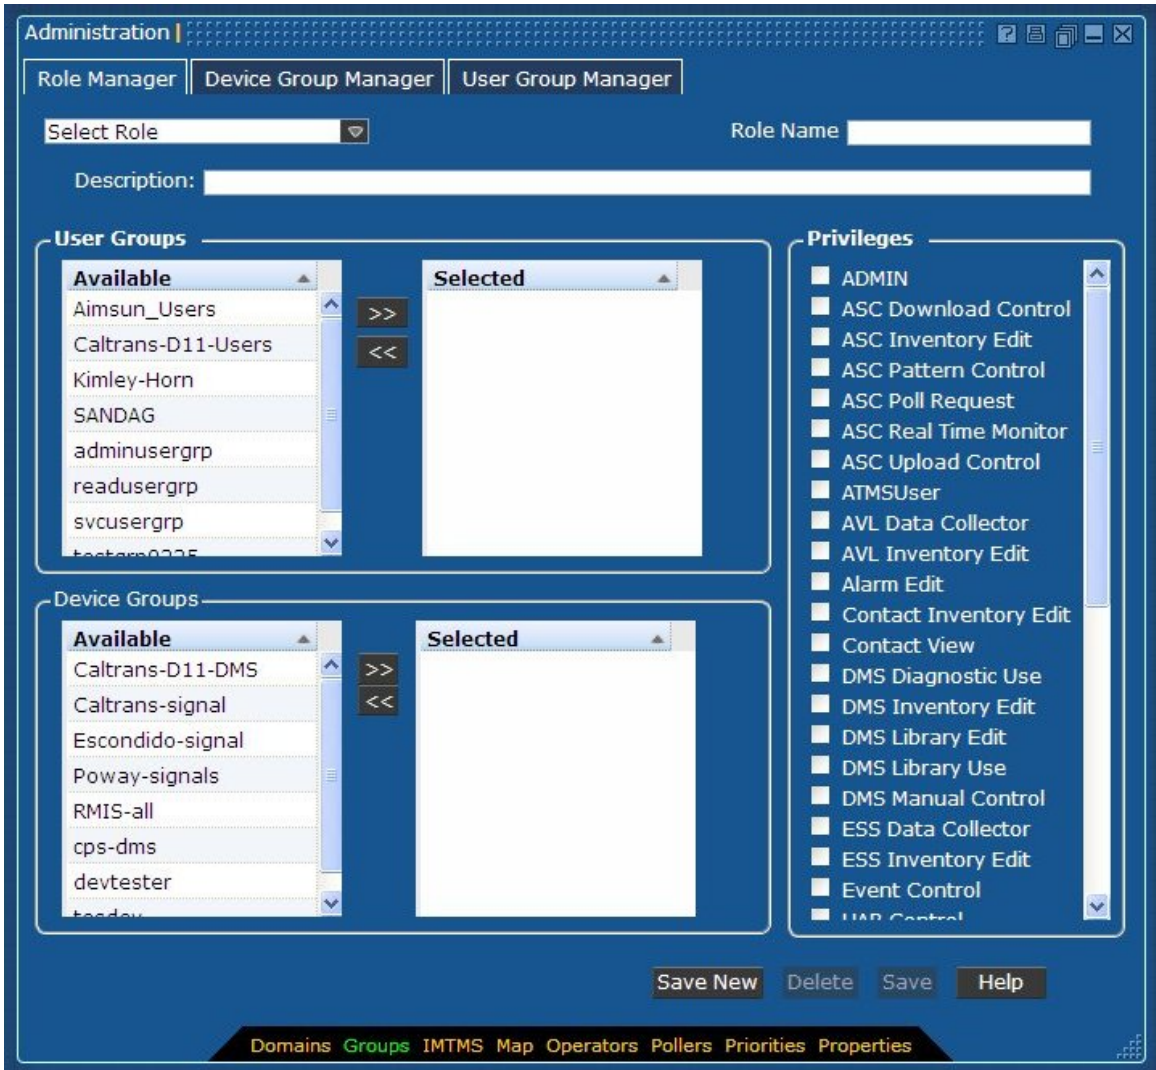 Administration
Role Manager Device Group Manager User Group Manager
Select Role
Role Name
Description:
User Groups
Available
Aimsun_Users
Caltrans-D11-Users
Kimley-Horn
SANDAG
adminusergrp
readusergrp
svcusergrp
>>
<<
Selected
Device Groups
Available
Caltrans-D11-DMS
Caltrans-signal
Escondido-signal
Poway-signals
RMIS-all
cps-dms
devtester
>>
<<
Selected
Privileges
ADMIN
ASC Download Control
ASC Inventory Edit
ASC Pattern Control
ASC Poll Request
ASC Real Time Monitor
ASC Upload Control
ATMSUser
AVL Data Collector
AVL Inventory Edit
Alarm Edit
Contact Inventory Edit
Contact View
DMS Diagnostic Use
DMS Inventory Edit
DMS Library Edit
DMS Library Use
DMS Manual Control
ESS Data Collector
ESS Inventory Edit
Event Control
Save New Delete Save Help
Domains Groups IMTMS Map Operators Pollers Priorities Properties